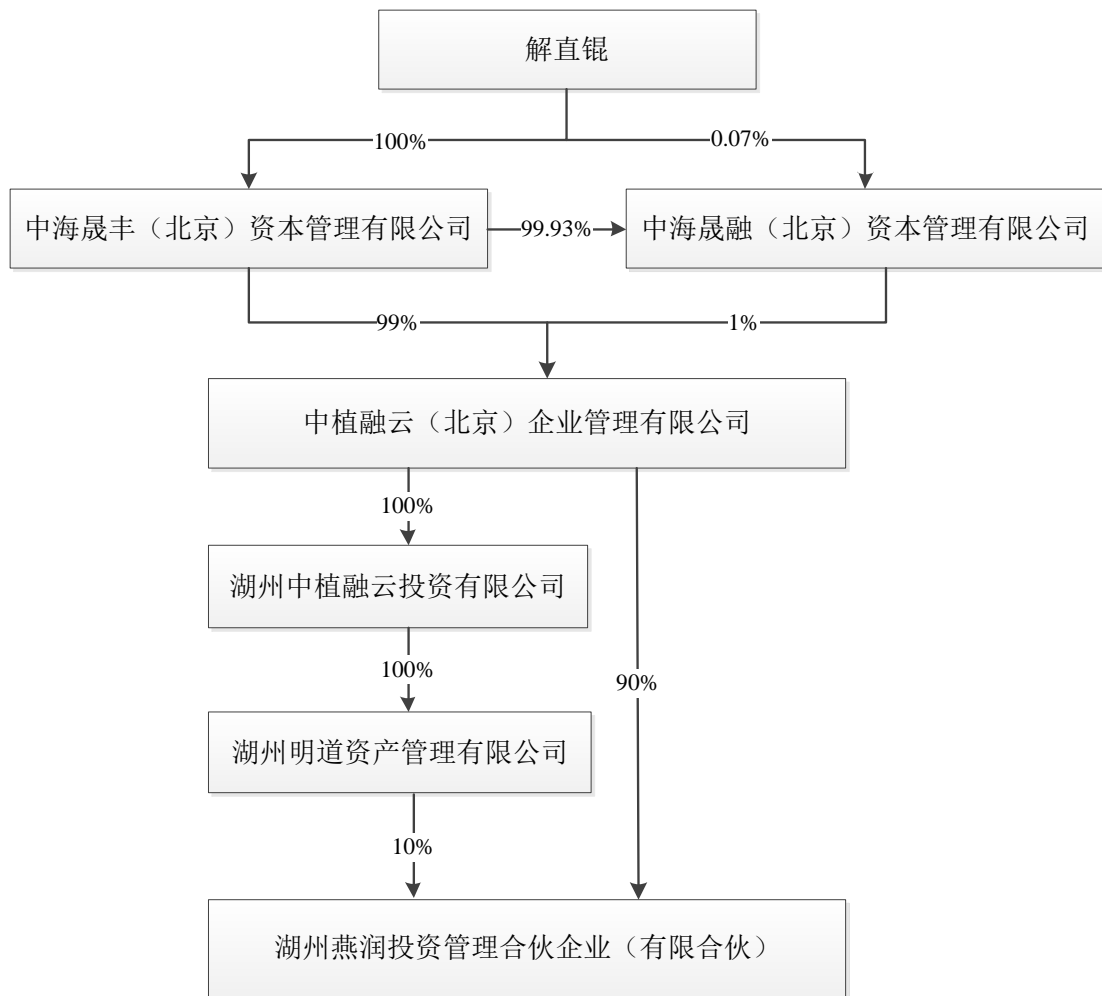 解直锟
100%
0.07%
中海晟丰（北京）资本管理有限公司
99.93%
中海晟融（北京）资本管理有限公司
99%
1%
中植融云（北京）企业管理有限公司
100%
湖州中植融云投资有限公司
100%
90%
湖州明道资产管理有限公司
10%
湖州燕润投资管理合伙企业（有限合伙）